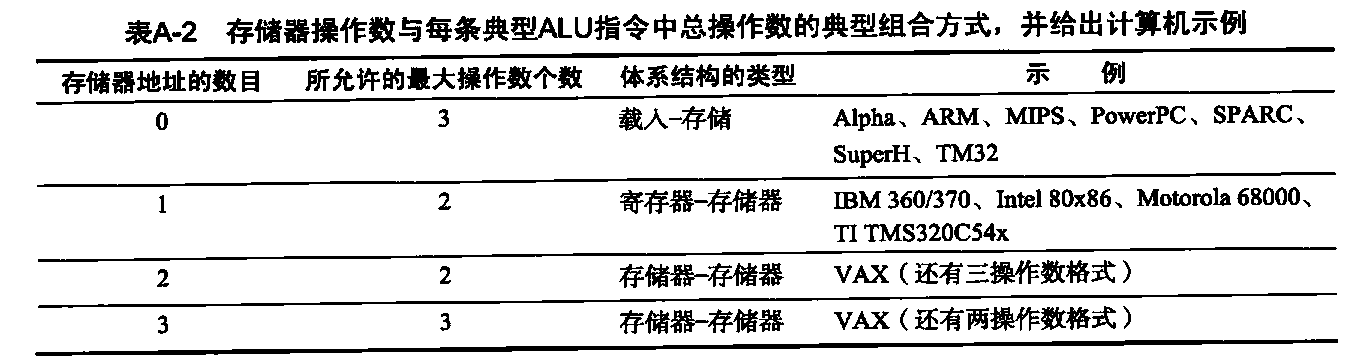 表A-2 存储器操作数与每条典型ALU指令中总操作数的典型组合方式，并给出计算机示例
存储器地址的数目 所允许的最大操作数个数 体系结构的类型 示 例
0 3 载入–存储 Alpha、ARM、MIPS、PowerPC、SPARC、
SuperH、TM32
1 2 寄存器–存储器 IBM 360/370、Intel 80x86、Motorola 68000、
TI TMS320C54x
2 2 存储器–存储器 VAX（还有三操作数格式）
3 3 存储器–存储器 VAX（还有两操作数格式）